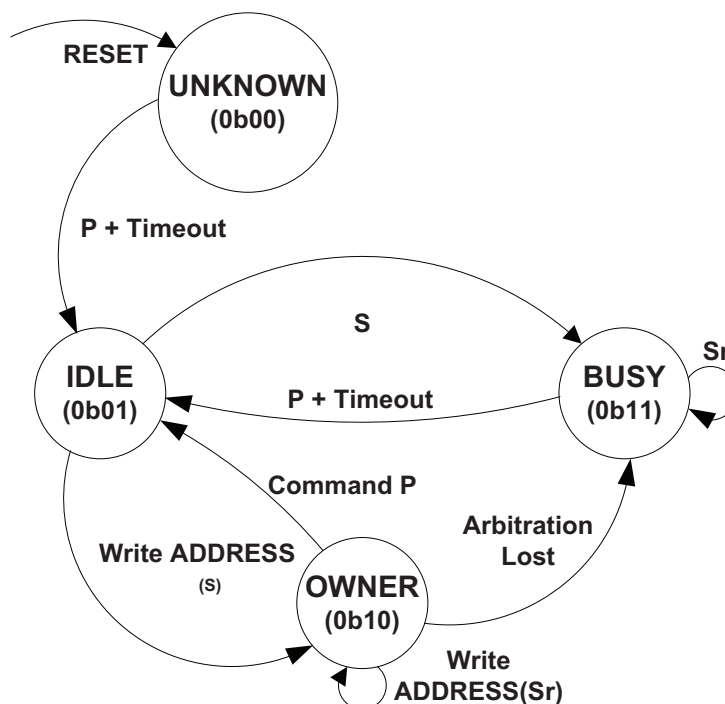 RESET
UNKNOWN
(0b00)
P + Timeout
S
IDLE
(0b01)
BUSY
(0b11)
Sr
P + Timeout
Command P
Write ADDRESS
(S)
Arbitration
Lost
OWNER
(0b10)
Write
ADDRESS(Sr)